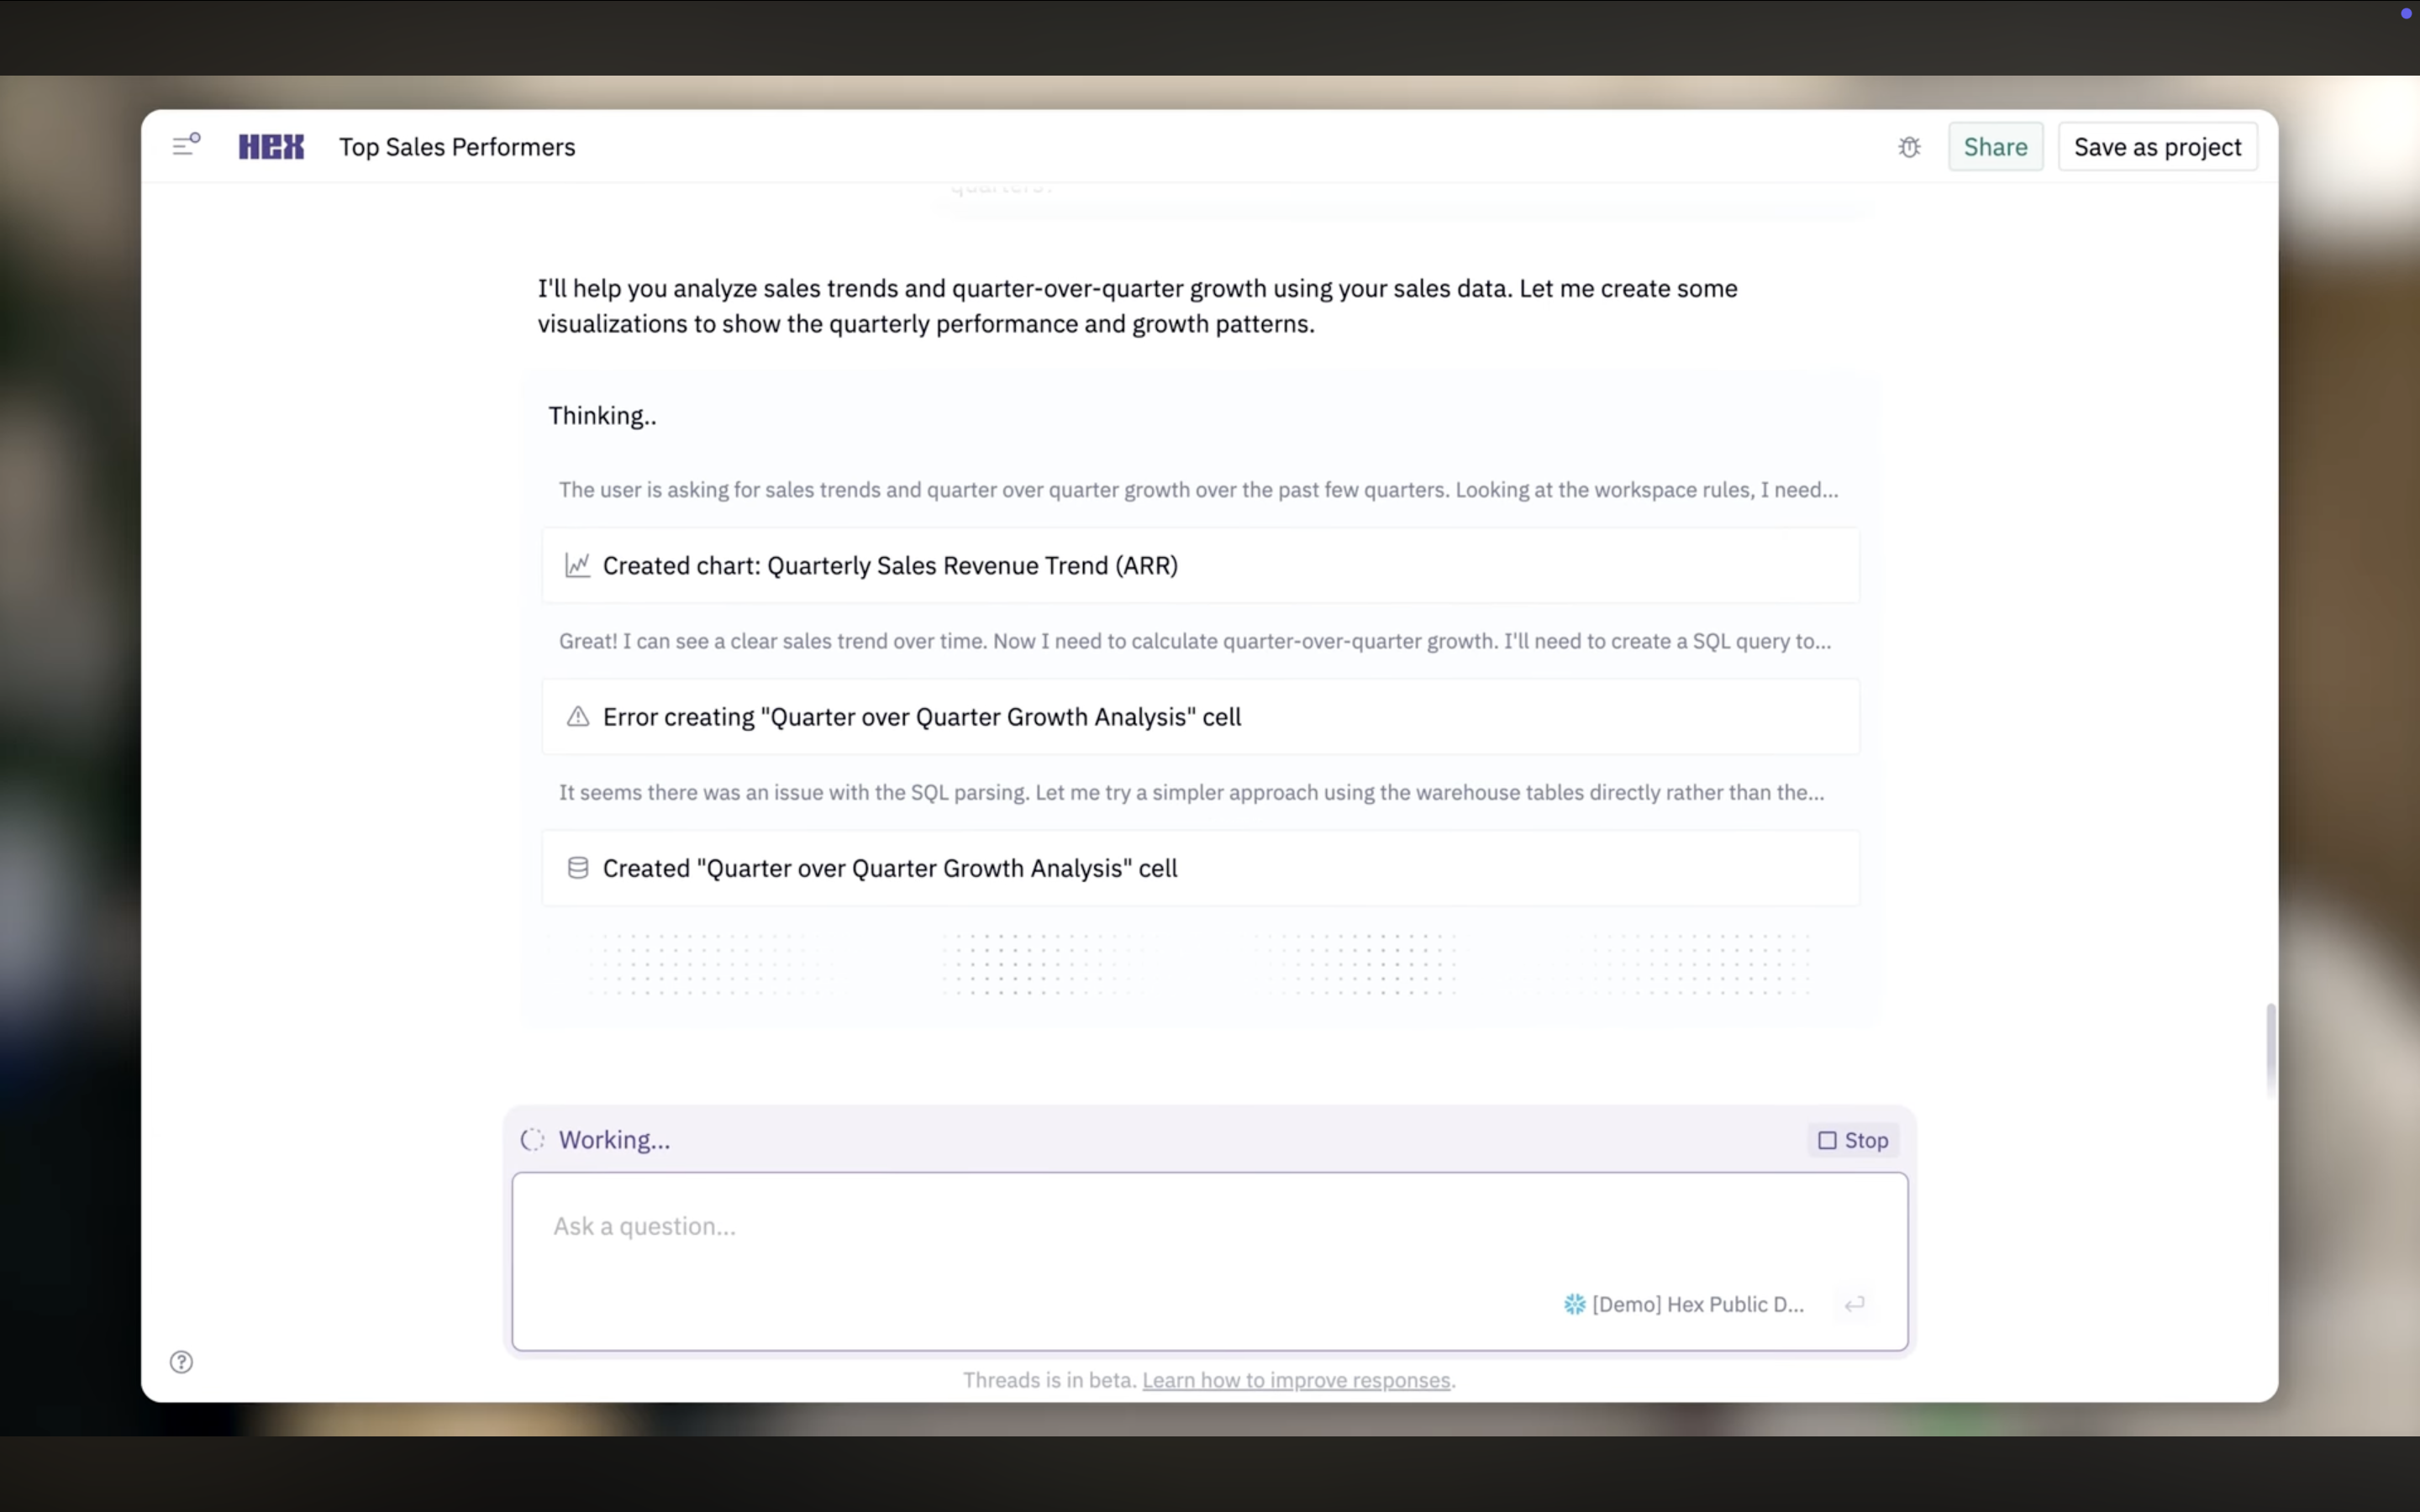 HEX Top Sales Performers Share Save as project
quarters?
I'll help you analyze sales trends and quarter-over-quarter growth using your sales data. Let me create some
visualizations to show the quarterly performance and growth patterns.
Thinking..
The user is asking for sales trends and quarter over quarter growth over the past few quarters. Looking at the workspace rules, I need...
Created chart: Quarterly Sales Revenue Trend (ARR)
Great! I can see a clear sales trend over time. Now I need to calculate quarter-over-quarter growth. I'll need to create a SQL query to...
Error creating "Quarter over Quarter Growth Analysis" cell
It seems there was an issue with the SQL parsing. Let me try a simpler approach using the warehouse tables directly rather than the...
Created "Quarter over Quarter Growth Analysis" cell
Working... Stop
Ask a question...
[Demo] Hex Public D...
Threads is in beta. Learn how to improve responses.